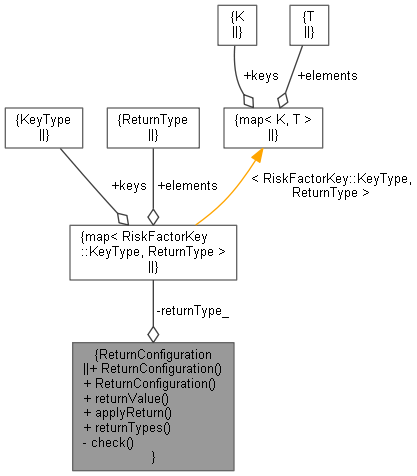 {K
||}
{T
||}
+keys
+elements
{KeyType
||}
{ReturnType
||}
{map< K, T >
||}
+keys
+elements
< RiskFactorKey::KeyType,
ReturnType >
{map< RiskFactorKey
::KeyType, ReturnType >
||}
-returnType_
{ReturnConfiguration
||+ ReturnConfiguration()
+ ReturnConfiguration()
+ returnValue()
+ applyReturn()
+ returnTypes()
- check()
}